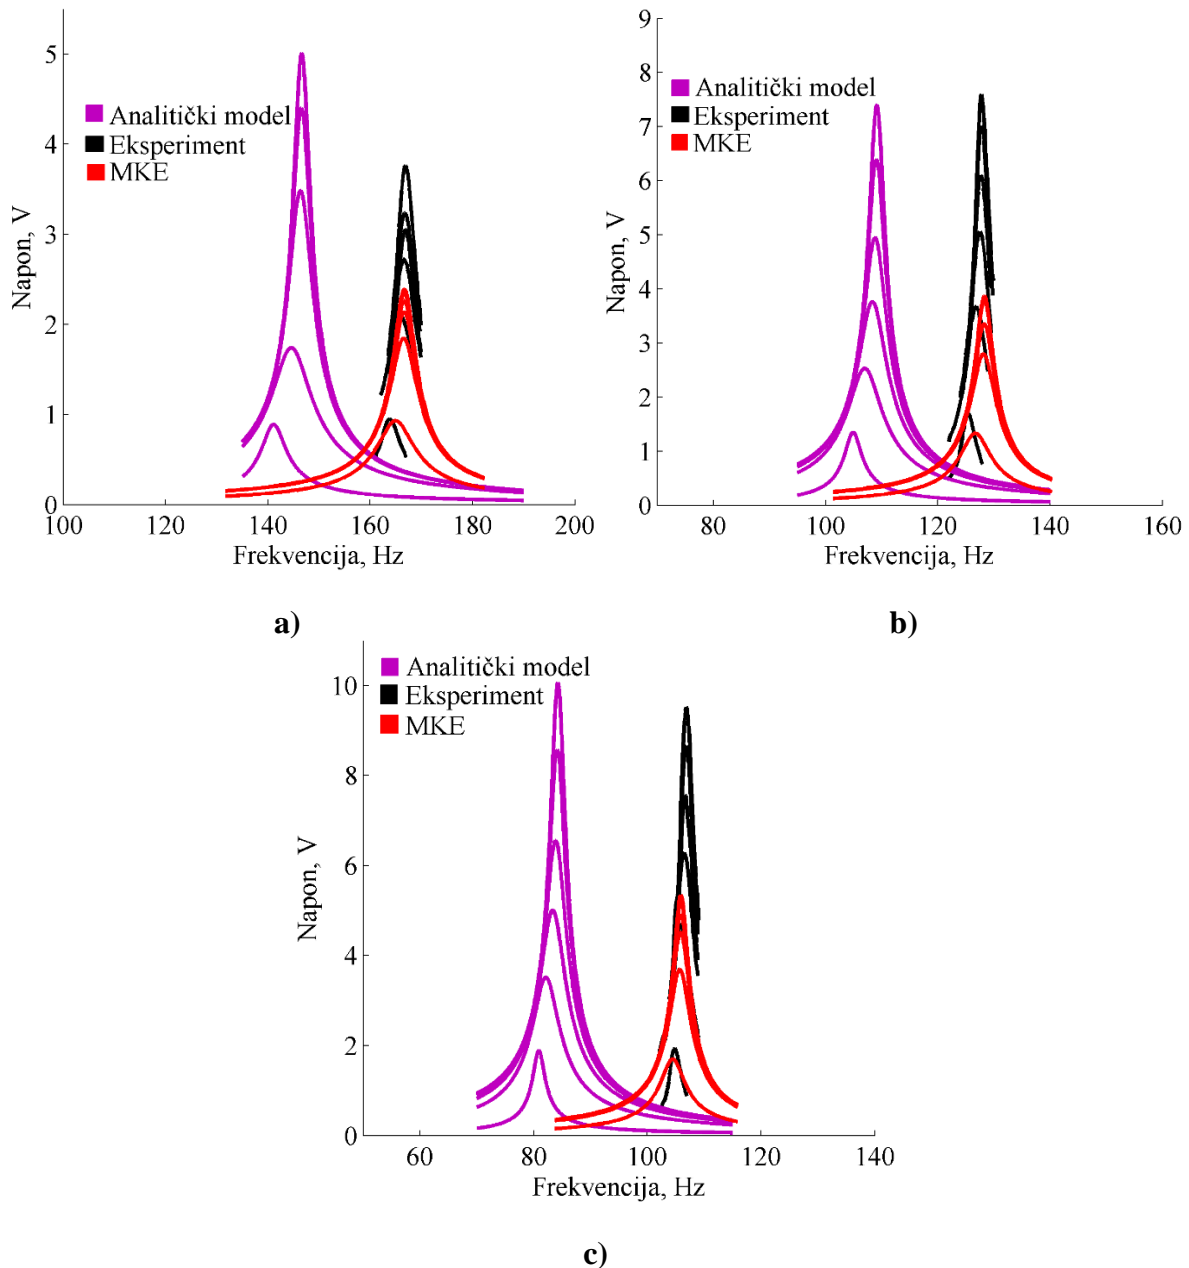 5
4
3
2
1
0
Napon, V
Analitički model
Eksperiment
MKE
100
120
140
160
180
200
Frekvencija, Hz
a)
9
8
7
6
5
4
3
2
1
0
Napon, V
Analitički model
Eksperiment
MKE
80
100
120
140
160
Frekvencija, Hz
b)
10
8
6
4
2
0
Napon, V
Analitički model
Eksperiment
MKE
60
80
100
120
140
Frekvencija, Hz
c)